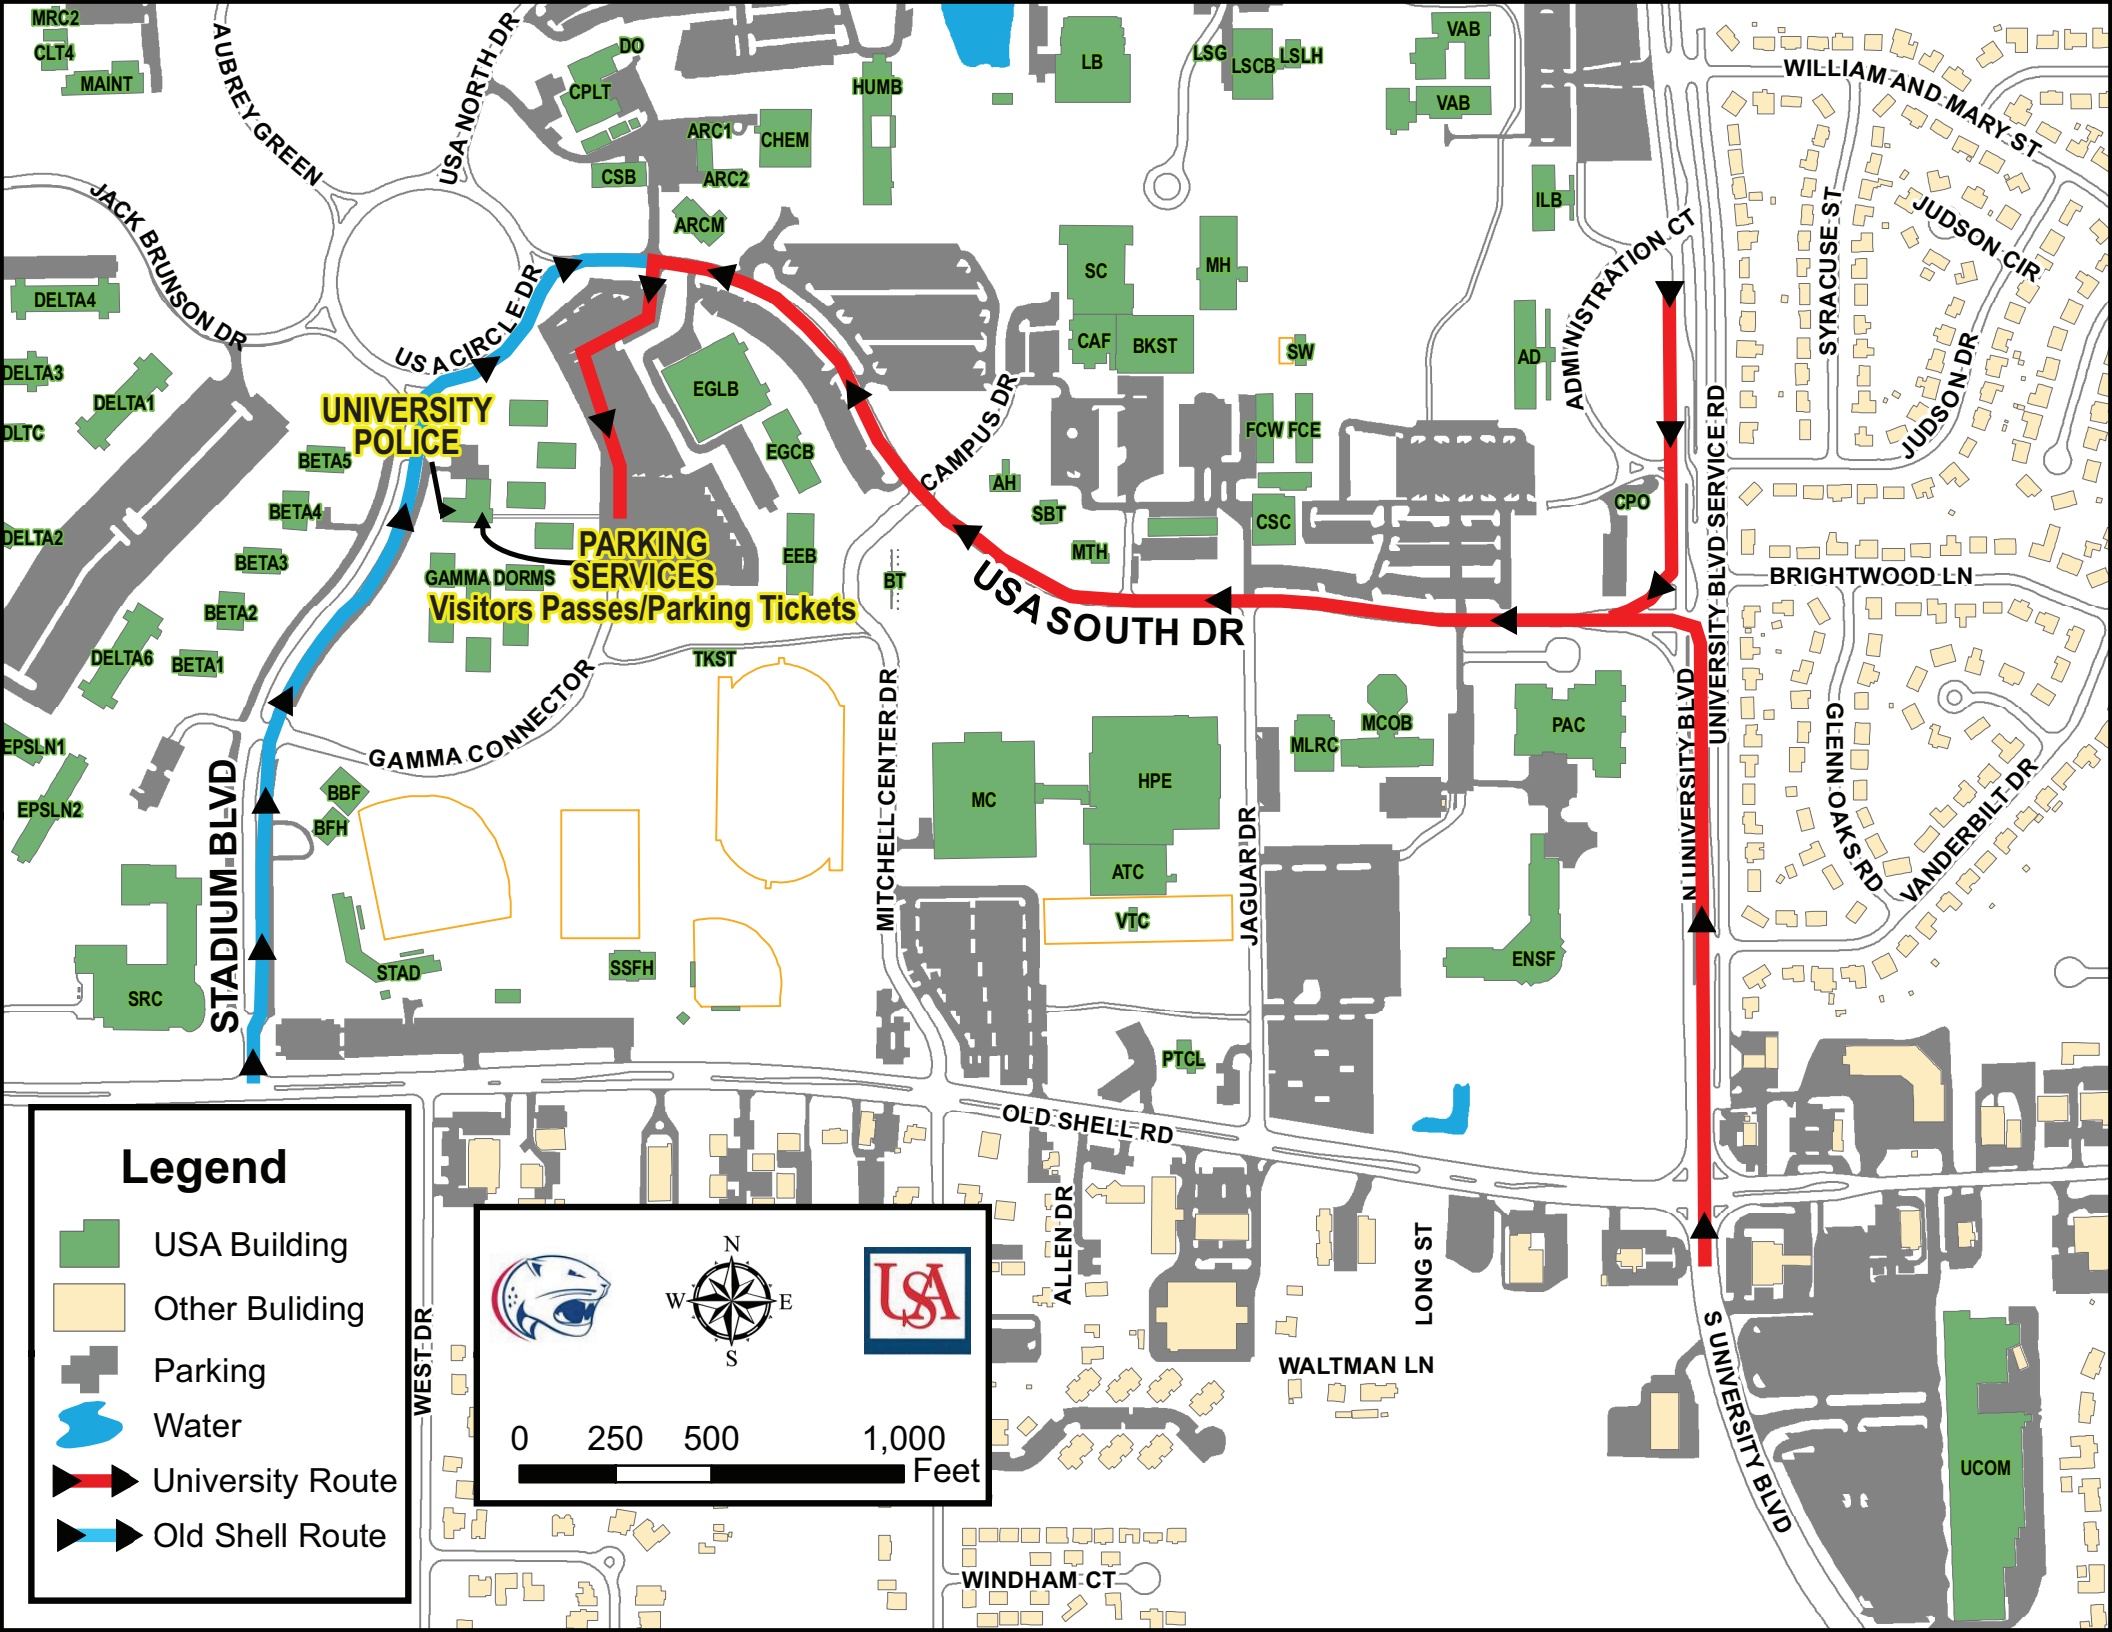 MRC2
CLT4
MAINT
AUBREY GREEN
USA NORTH DR
DO
CPLT
ARC1
CHEM
CSB
ARC2
ARCM
HUMB
LB
LSG
LSCB
LSLH
VAB
VAB
ILB
WILLIAM AND MARY ST
SYRACUSE ST
JUDSON CIR
JUDSON DR
JACK BRUNSON DR
DELTA4
DELTA3
DELTA1
DLTC
DELTA2
DELTA6
USA CIRCLE DR
UNIVERSITY
POLICE
BETA5
BETA4
BETA3
BETA2
BETA1
EGLB
EGCB
EEB
BT
SC
MH
CAF
BKST
SW
AD
ADMINISTRATION CT
CAMPUS DR
AH
SBT
MTH
FCW
FCE
CSC
CPO
UNIVERSITY BLVD SERVICE RD
UNIVERSITY BLVD SERVICE RD
BRIGHTWOOD LN
PARKING
SERVICES
Visitors Passes/Parking Tickets
GAMMA DORMS
USA SOUTH DR
TKST
GAMMA CONNECTOR
MITCHELL CENTER DR
EPSLN1
EPSLN2
BBF
BFH
STADIUM BLVD
SRC
STAD
SSFH
MC
HPE
ATC
VTC
JAGUAR DR
MLRC
MCOB
PAC
ENSF
N UNIVERSITY BLVD
GLENN OAKS RD
VANDERBILT DR
PTCL
OLD SHELL RD
ALLEN DR
LONG ST
WALTMAN LN
WINDHAM CT
WEST DR
S UNIVERSITY BLVD
UCOM
Legend
USA Building
Other Buliding
Parking
Water
University Route
Old Shell Route
N
W
E
S
USA
0
250
500
1,000
Feet